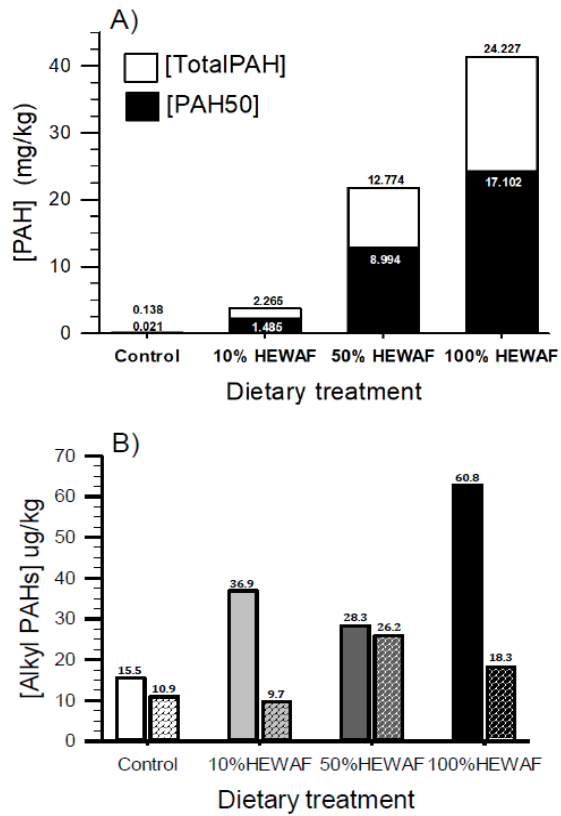 A)
24.227
[TotalPAH]
[PAH50]
40
30
20
10
0
[PAH] (mg/kg)
12.774
17.102
8.994
0.138
0.021
2.265
1.485
Control 10% HEWAF 50% HEWAF 100% HEWAF
Dietary treatment
B)
70
60
50
40
30
20
10
0
[Alkyl PAHs] ug/kg
15.5
10.9
36.9
9.7
28.3
26.2
60.8
18.3
Control 10%HEWAF 50%HEWAF 100%HEWAF
Dietary treatment